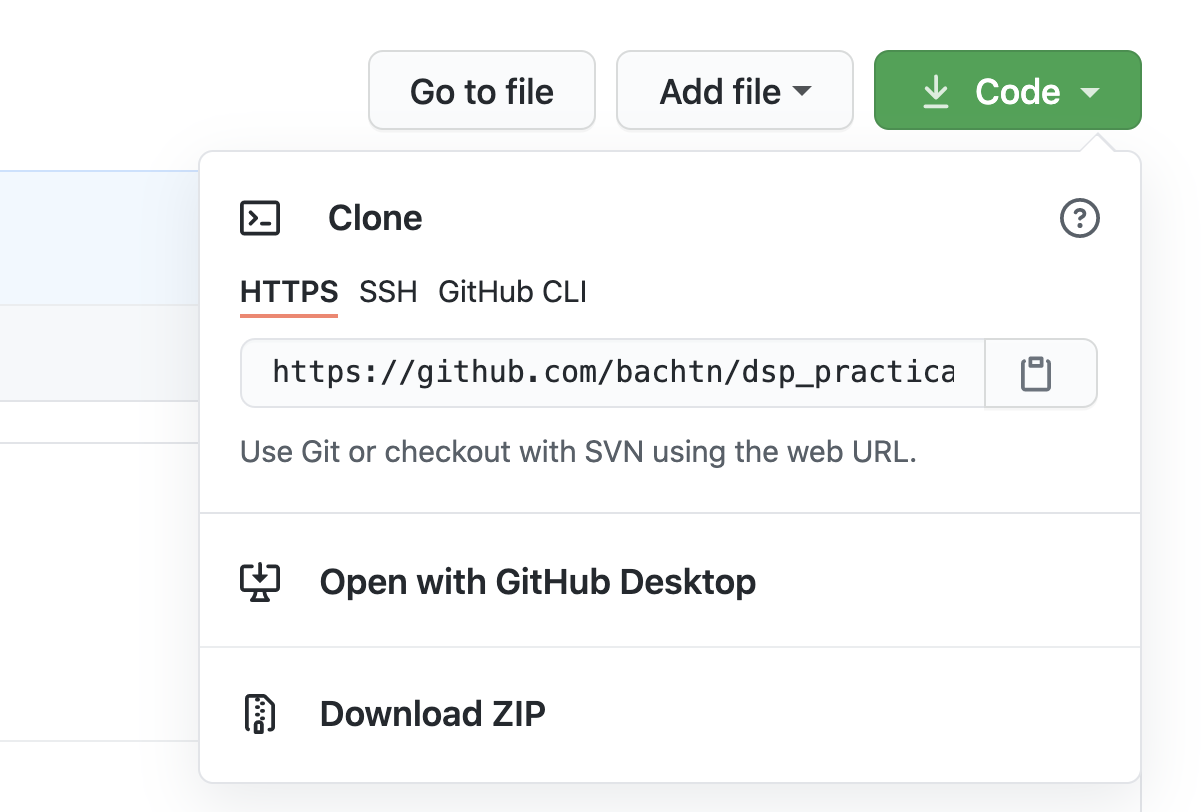 Go to file Add file Code
Clone
HTTPS SSH GitHub CLI
https://github.com/bachtn/dsp_practica
Use Git or checkout with SVN using the web URL.
Open with GitHub Desktop
Download ZIP